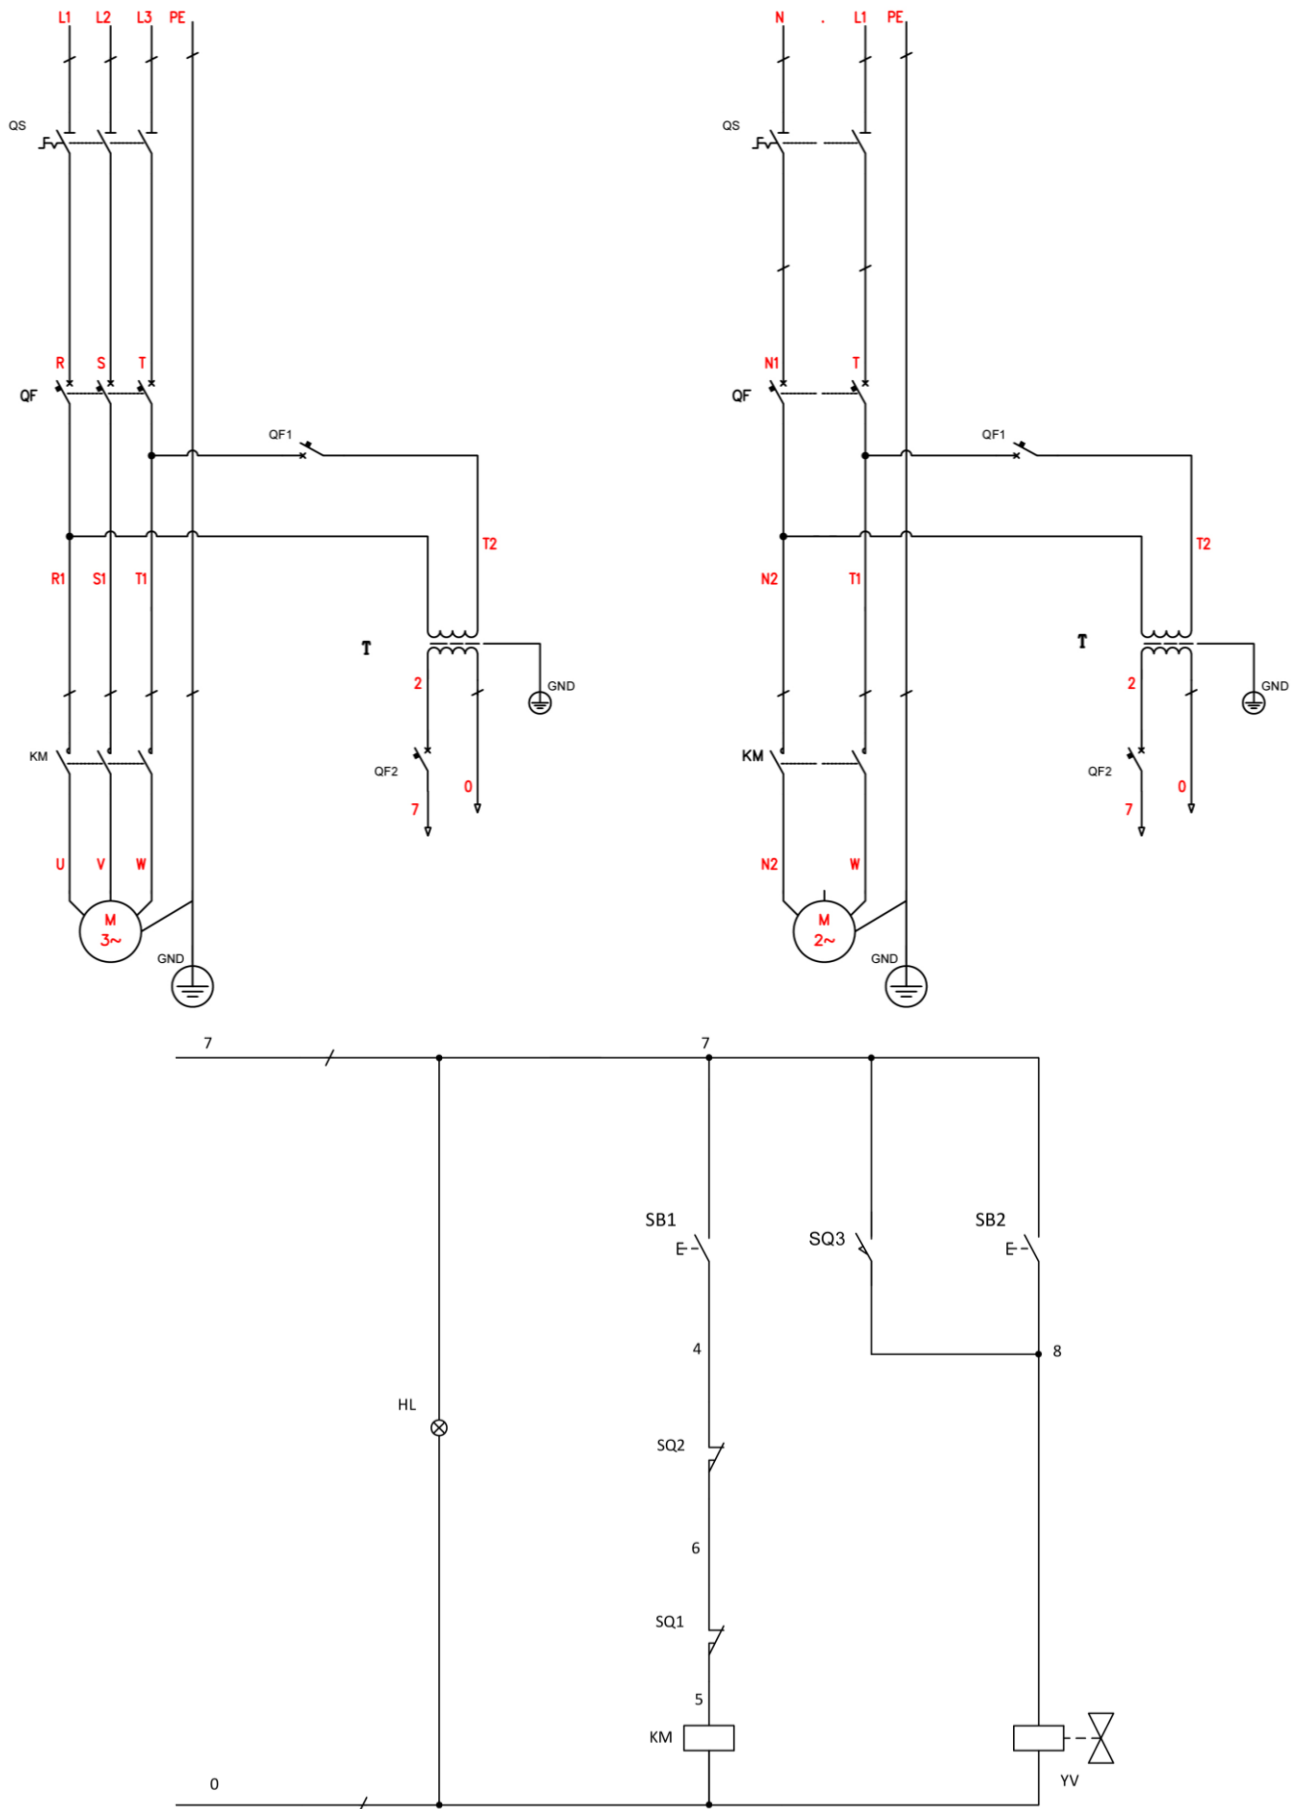 L1 L2 L3 PE N . L1 PE
QS QS
R S T N1 T
QF QF
QF1 QF1
T2 T2
R1 S1 T1 N2 T1
T T
2 GND 2 GND
KM QF2 KM QF2
7 0 7 0
U V W N2 W
M M
3~ 2~
GND GND
7 7
SB1 SQ3 SB2
4 8
HL
SQ2
6
SQ1
5
KM
YV
0